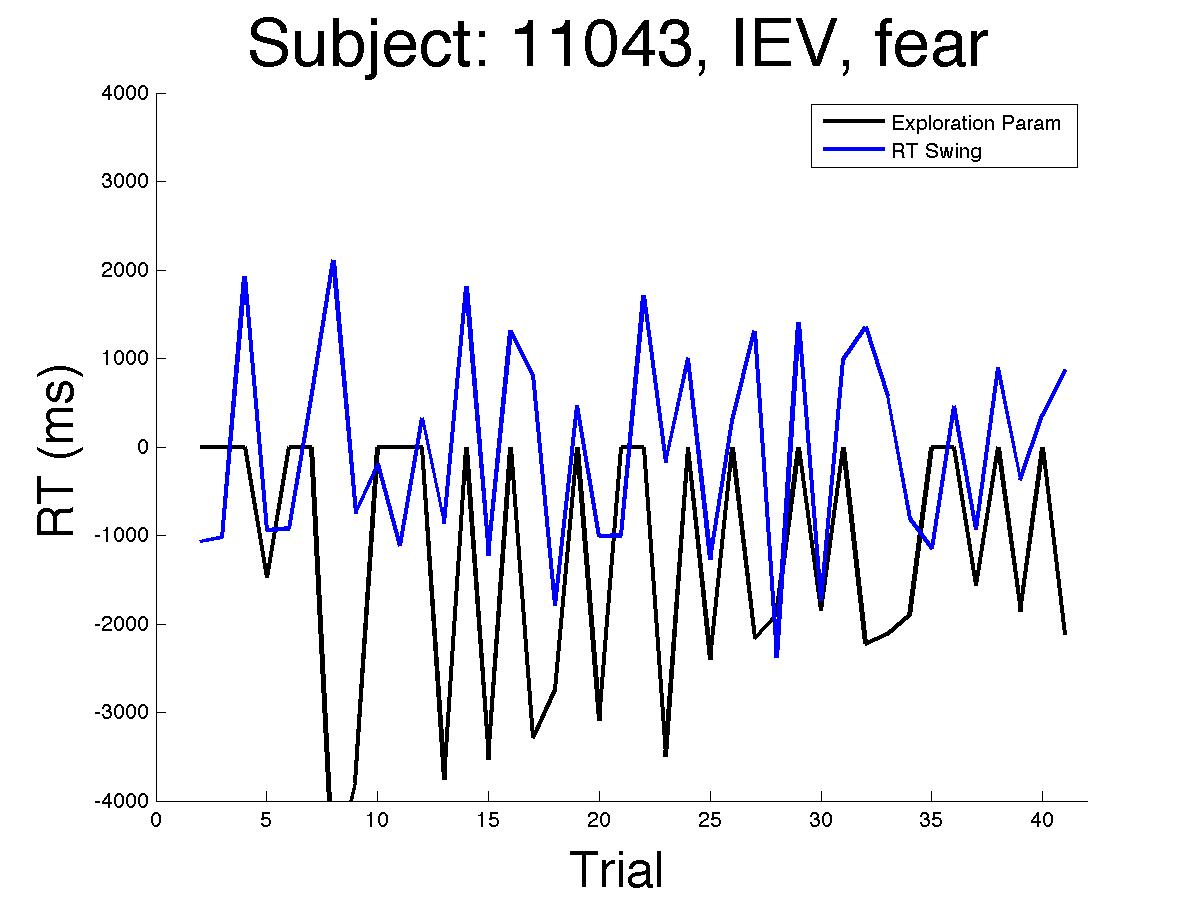 Subject: 11043, IEV, fear
4000
3000
2000
1000
0
-1000
-2000
-3000
-4000
RT (ms)
Exploration Param
RT Swing
0 5 10 15 20 25 30 35 40
Trial